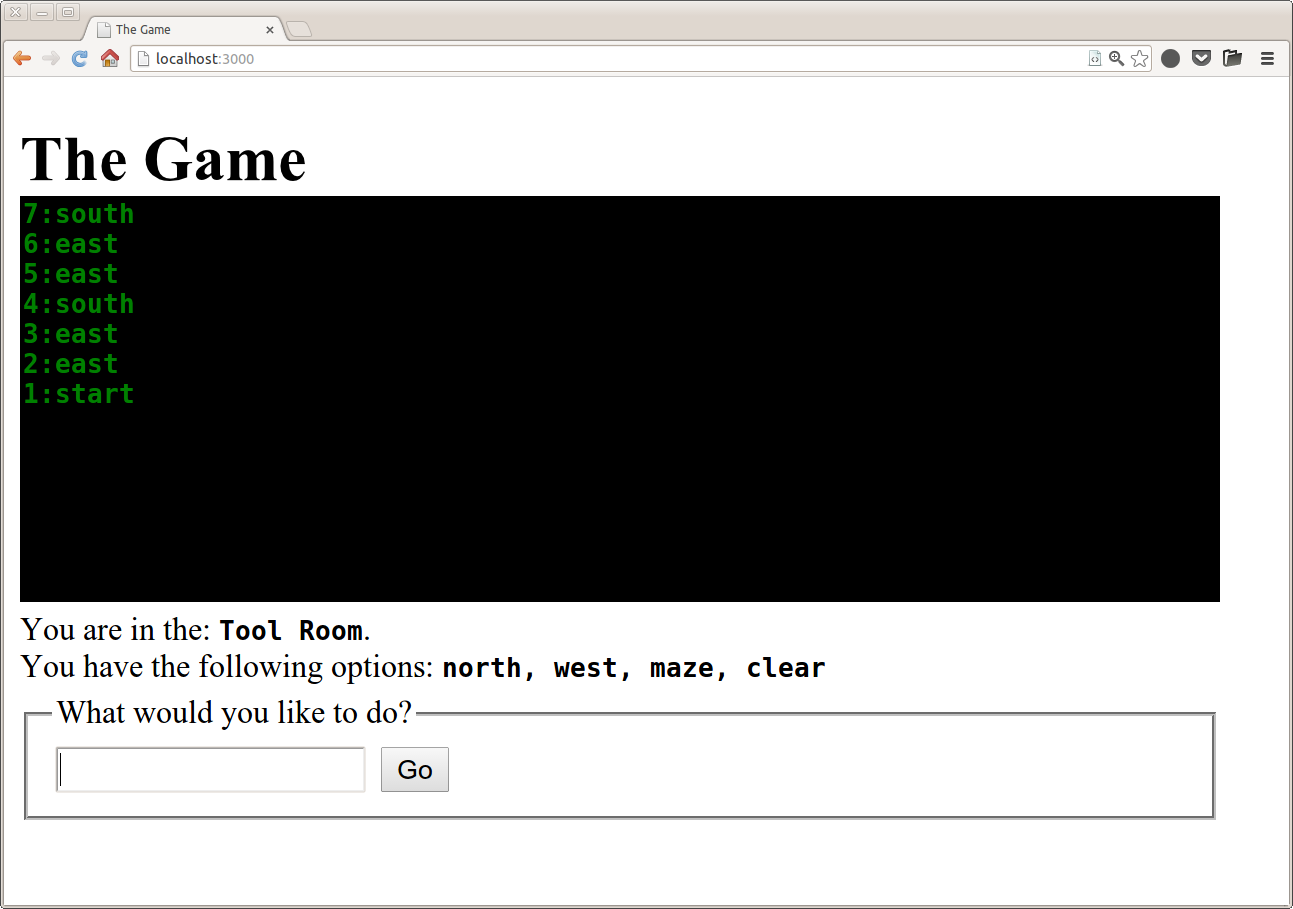 The Game
localhost:3000
The Game
7:south
6:east
5:east
4:south
3:east
2:east
1:start
You are in the: Tool Room.
You have the following options: north, west, maze, clear
What would you like to do?
Go